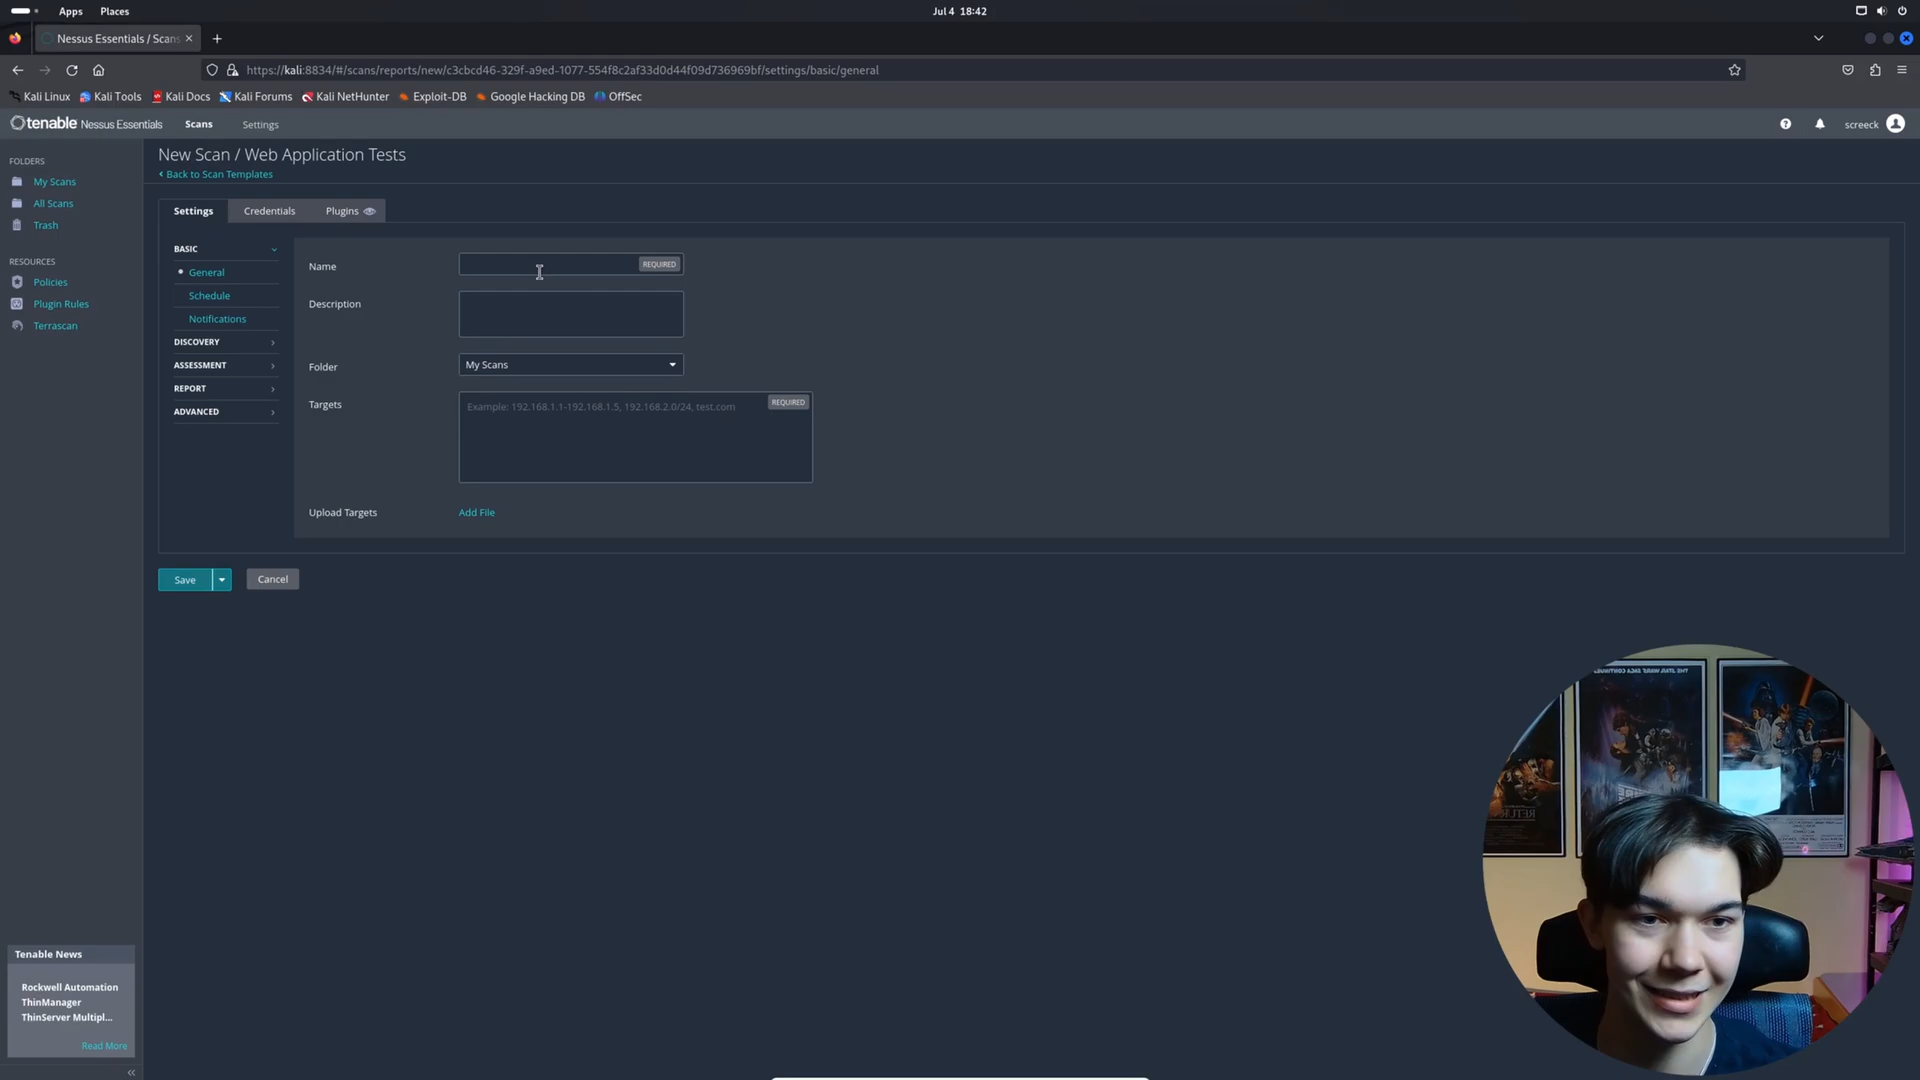 Apps Places Jul 4 18:42
Nessus Essentials / Scans
https://kali:8834/#/scans/reports/new/c3cbcd46-329f-a9ed-1077-554f8c2af33d0d44f09d736969bf/settings/basic/general
Kali Linux Kali Tools Kali Docs Kali Forums Kali NetHunter Exploit-DB Google Hacking DB OffSec
tenable Nessus Essentials Scans Settings screeck
FOLDERS
My Scans
All Scans
Trash
RESOURCES
Policies
Plugin Rules
Terrascan
New Scan / Web Application Tests
Back to Scan Templates
Settings Credentials Plugins
BASIC
General
Schedule
Notifications
DISCOVERY
ASSESSMENT
REPORT
ADVANCED
Name REQUIRED
Description
Folder My Scans
Targets Example: 192.168.1.1-192.168.1.5, 192.168.2.0/24, test.com REQUIRED
Upload Targets Add File
Save Cancel
Tenable News
Rockwell Automation
ThinManager
ThinServer Multipl...
Read More
THE STAR WARS SAGA CONTINUES